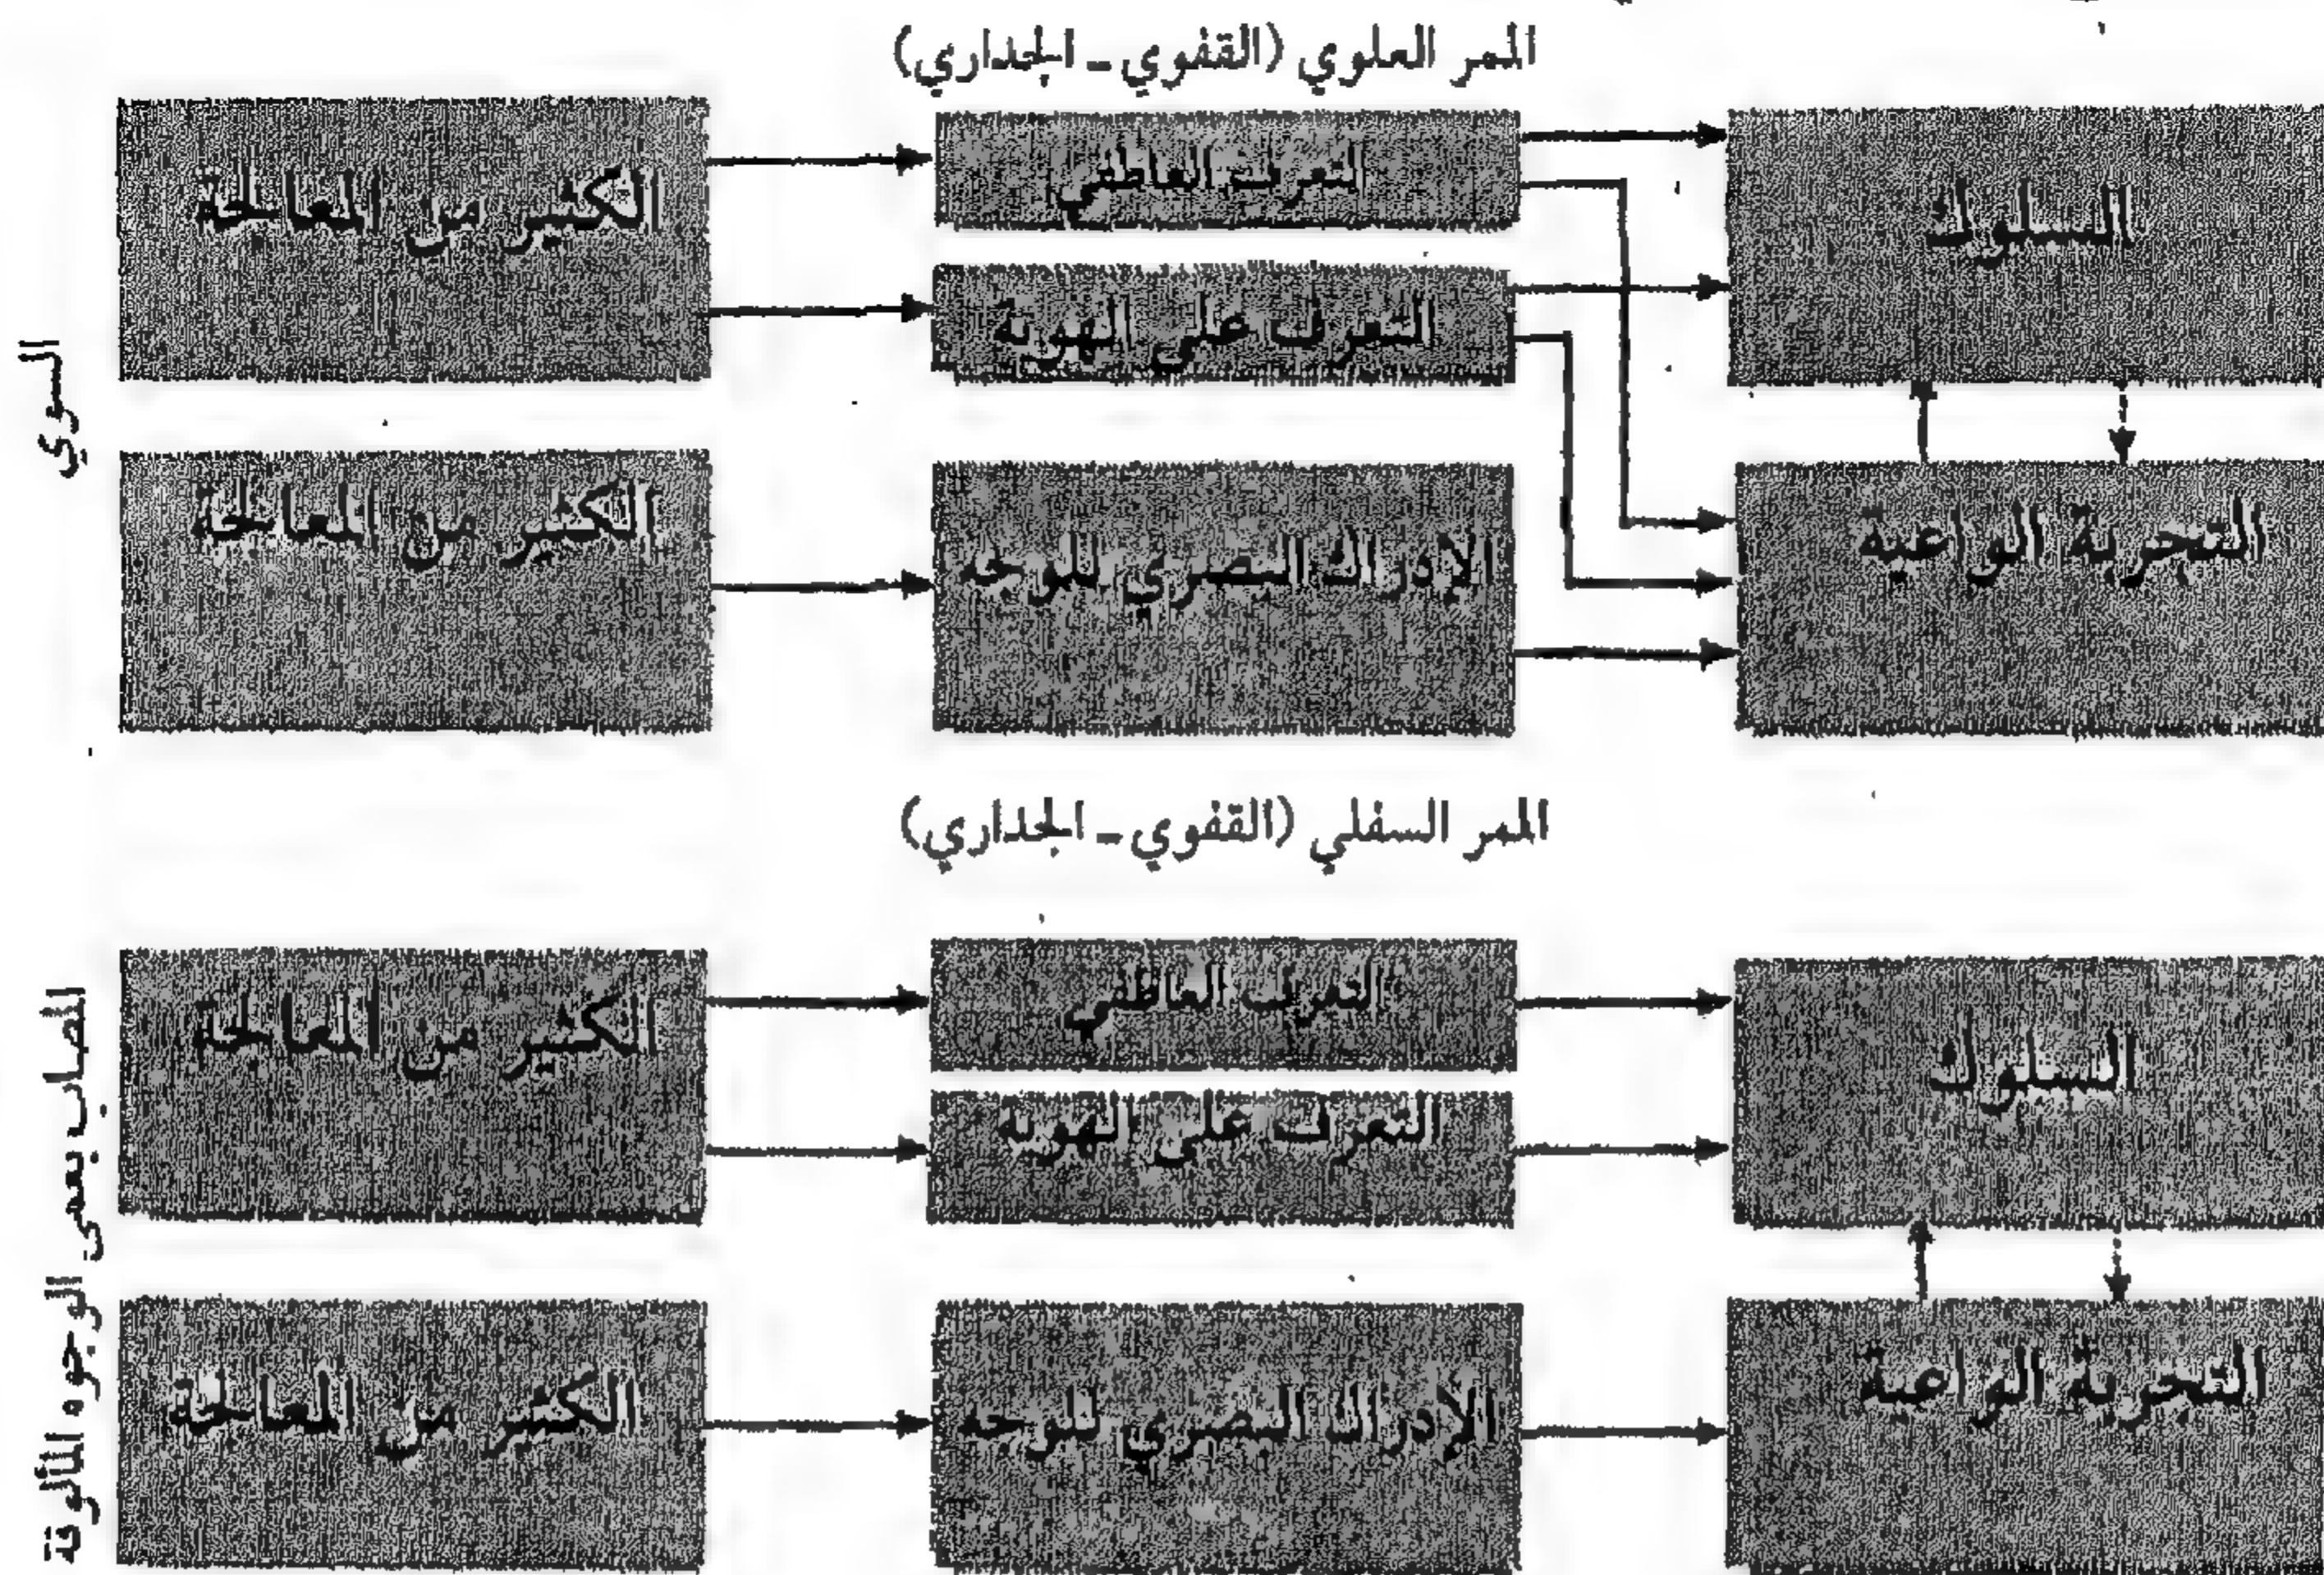 الممر العلوي (القفوي - الجداري)
السوي
الكثير من المعالجة
التعرف العاطفي
السلوك
التعرف على الهوية
الكثير من المعالجة
الإدراك البصري للوجه
التجربة الواعية
الممر السفلي (القفوي - الجداري)
المصاب بعمى الوجوه المألوفة
الكثير من المعالجة
التعرف العاطفي
السلوك
التعرف على الهوية
الكثير من المعالجة
الإدراك البصري للوجه
التجربة الواعية